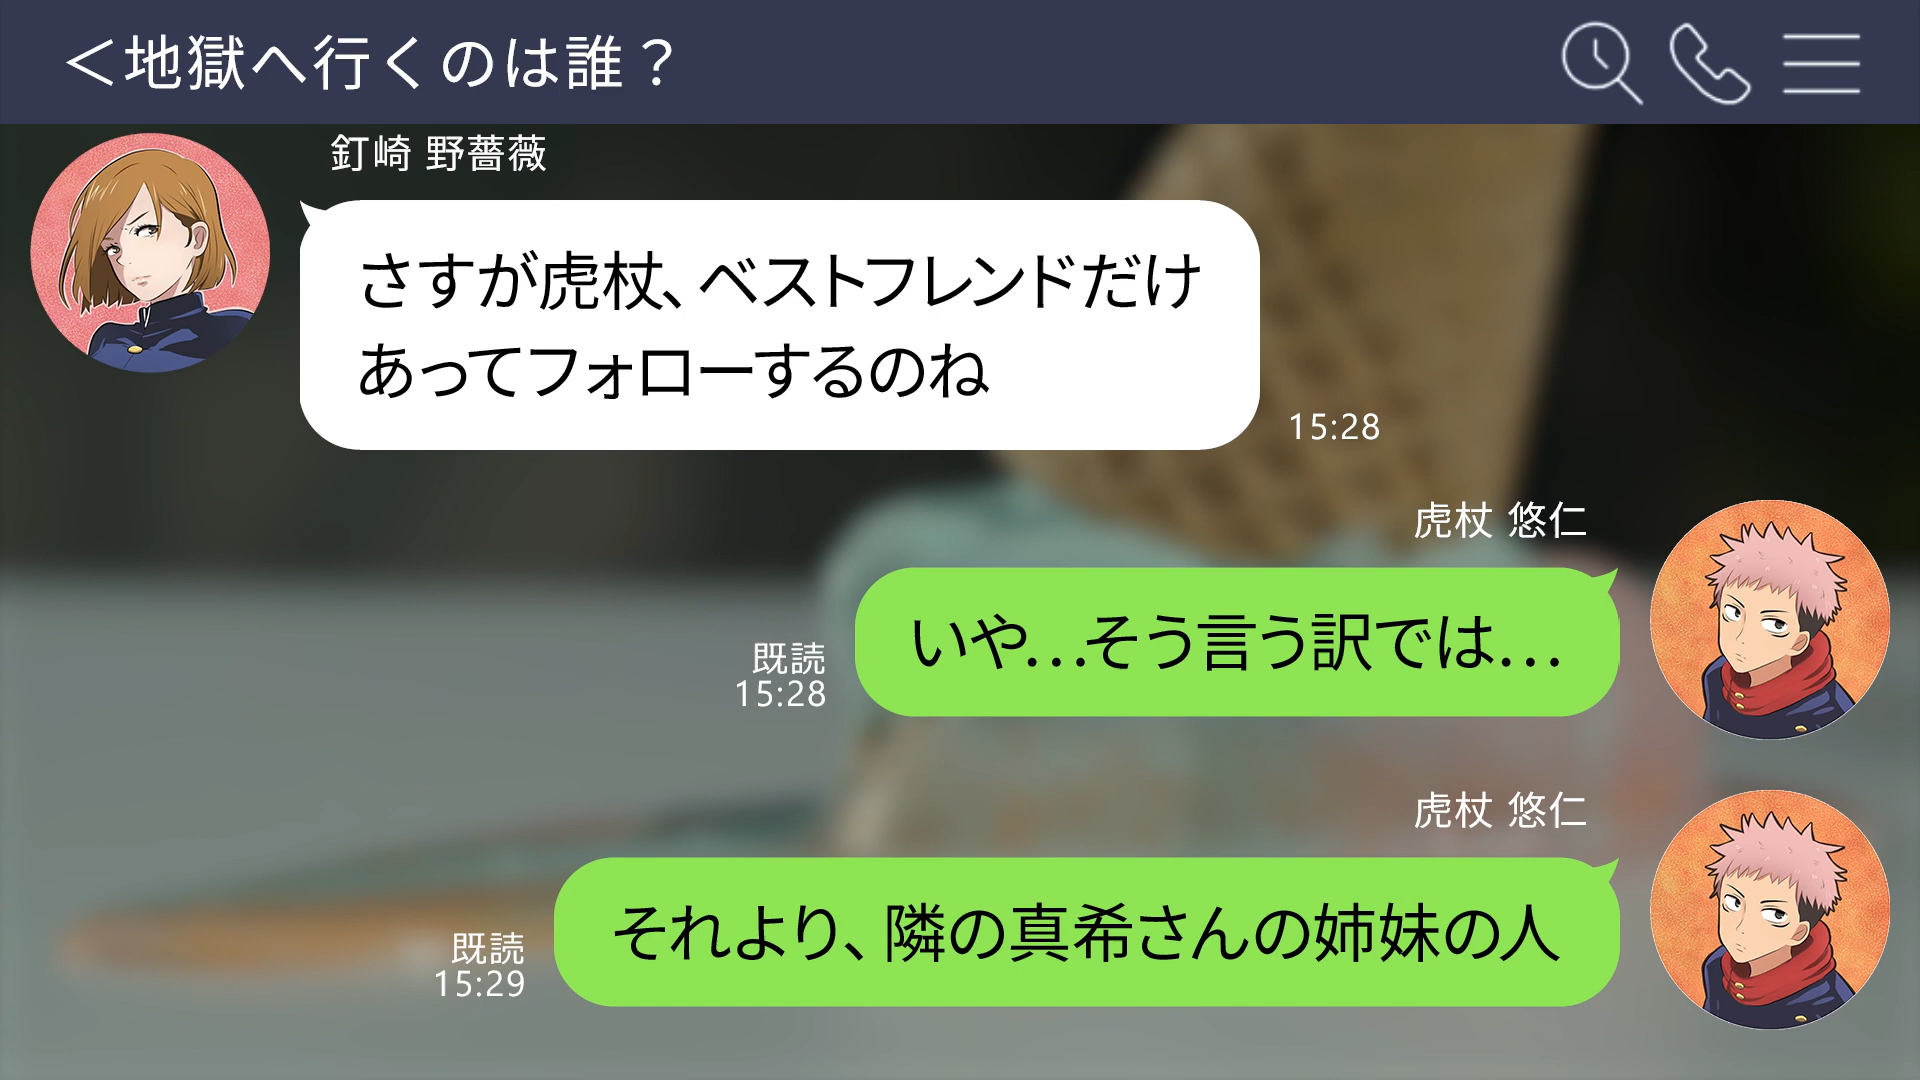 ＜地獄へ行くのは誰？
釘崎 野薔薇
さすが虎杖、ベストフレンドだけ
あってフォローするのね
15:28
虎杖 悠仁
いや…そう言う訳では…
既読
15:28
虎杖 悠仁
それより、隣の真希さんの姉妹の人
既読
15:29